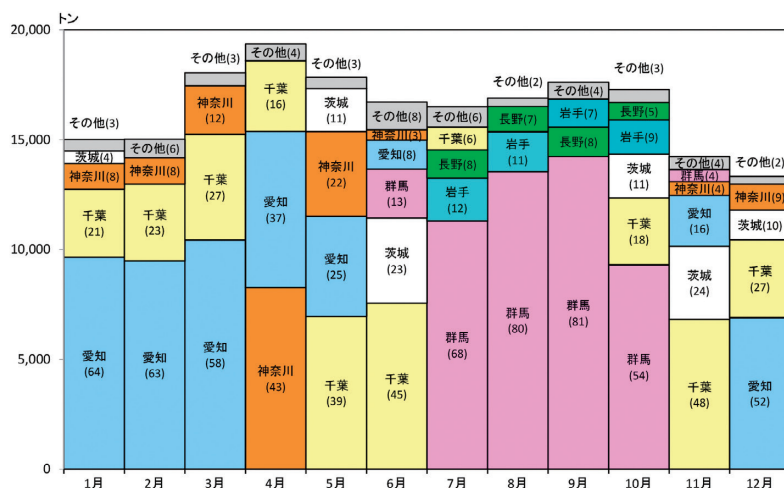 トン
20,000
15,000
10,000
5,000
0
その他(3)
茨城(4)
神奈川(8)
千葉
(21)
愛知
(64)
1月
その他(6)
神奈川(8)
千葉
(23)
愛知
(63)
2月
その他(3)
神奈川
(12)
千葉
(27)
愛知
(58)
3月
その他(4)
千葉
(16)
愛知
(37)
神奈川
(43)
4月
その他(3)
茨城
(11)
神奈川
(22)
愛知
(25)
千葉
(39)
5月
その他(8)
神奈川(3)
愛知(8)
群馬
(13)
茨城
(23)
千葉
(45)
6月
その他(6)
千葉(6)
長野(8)
岩手
(12)
群馬
(68)
7月
その他(2)
長野(7)
岩手
(11)
群馬
(80)
8月
その他(4)
岩手(7)
長野(8)
群馬
(81)
9月
その他(3)
長野(5)
岩手(9)
茨城
(11)
千葉
(18)
群馬
(54)
10月
その他(4)
群馬(4)
神奈川(4)
愛知
(16)
茨城
(24)
千葉
(48)
11月
その他(2)
神奈川(9)
茨城(10)
千葉
(27)
愛知
(52)
12月